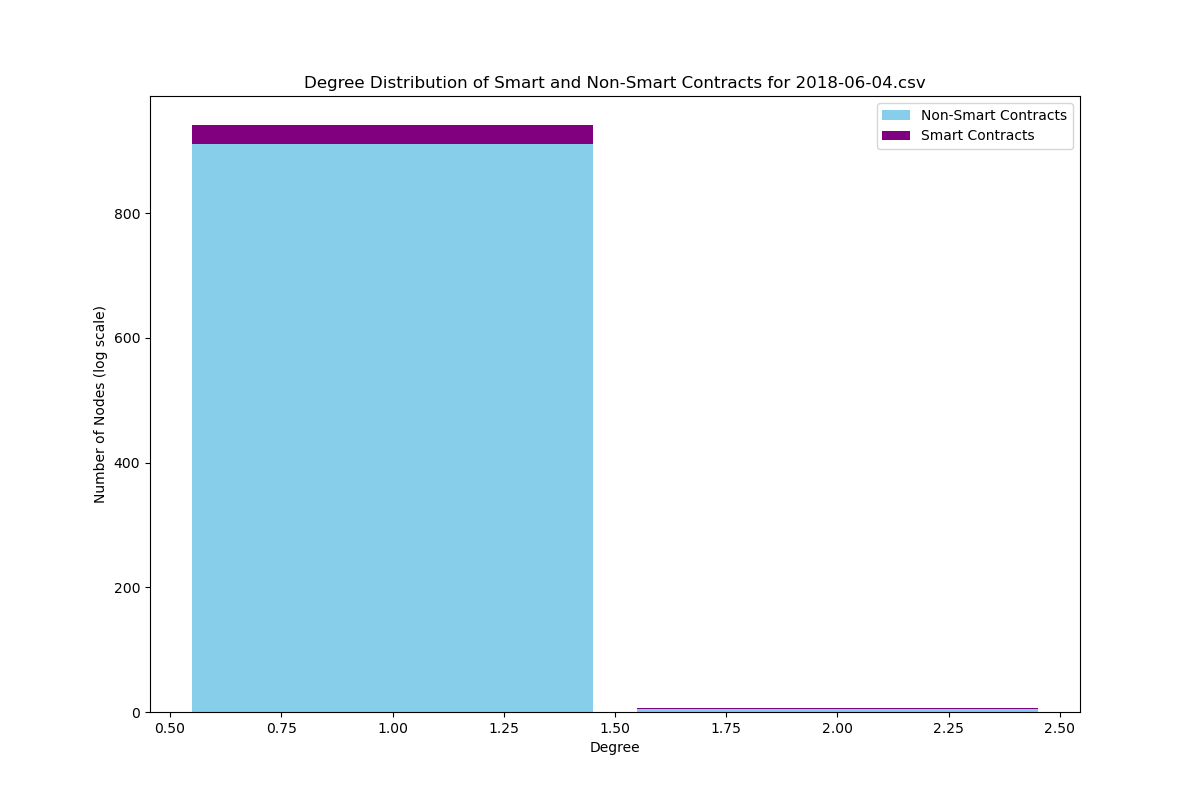 Degree Distribution of Smart and Non-Smart Contracts for 2018-06-04.csv
Non-Smart Contracts
Smart Contracts
Number of Nodes (log scale)
800
600
400
200
0
0.50 0.75 1.00 1.25 1.50 1.75 2.00 2.25 2.50
Degree